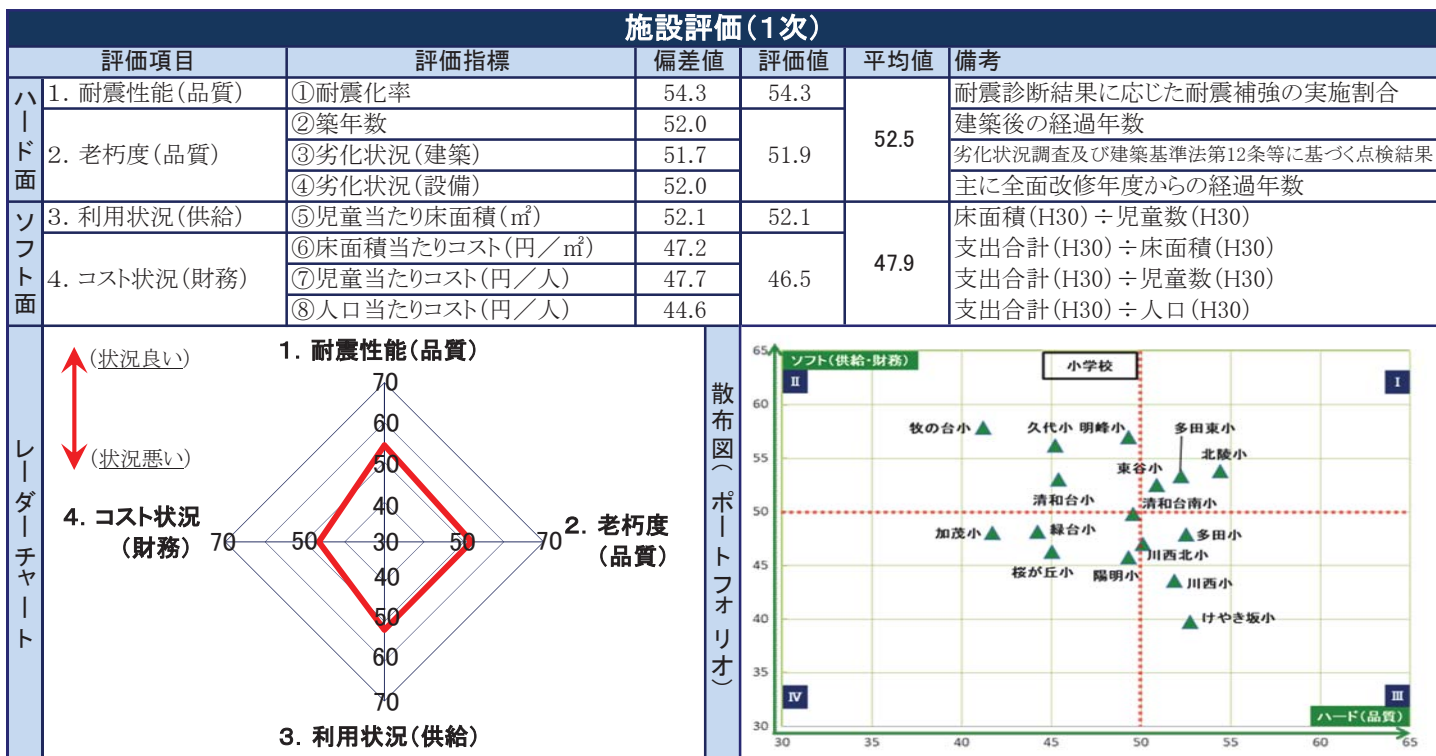 施設評価(1次)
評価項目 評価指標 偏差値 評価値 平均値 備考
ハード面
1. 耐震性能(品質) ①耐震化率 54.3 54.3 52.5 耐震診断結果に応じた耐震補強の実施割合
2. 老朽度(品質) ②築年数 52.0 51.9 建築後の経過年数
③劣化状況(建築) 51.7 劣化状況調査及び建築基準法第12条等に基づく点検結果
④劣化状況(設備) 52.0 主に全面改修年度からの経過年数
ソフト面
3. 利用状況(供給) ⑤児童当たり床面積(㎡) 52.1 52.1 47.9 床面積(H30)÷児童数(H30)
4. コスト状況(財務) ⑥床面積当たりコスト(円/㎡) 47.2 46.5 支出合計(H30)÷床面積(H30)
⑦児童当たりコスト(円/人) 47.7 支出合計(H30)÷児童数(H30)
⑧人口当たりコスト(円/人) 44.6 支出合計(H30)÷人口(H30)
レーダーチャート
(状況良い)
(状況悪い)
1. 耐震性能(品質)
70
60
50
40
4. コスト状況
(財務)
70 50 30 50 70
2. 老朽度
(品質)
40
50
60
70
3. 利用状況(供給)
散布図(ポートフォリオ)
65
ソフト(供給・財務)
小学校
II
I
60
牧の台小
久代小
明峰小
多田東小
55
東谷小
北陵小
清和台小
清和台南小
50
加茂小
緑台小
多田小
川西北小
45
桜が丘小
陽明小
川西小
40
けやき坂小
35
IV
III
30
ハード(品質)
30 35 40 45 50 55 60 65